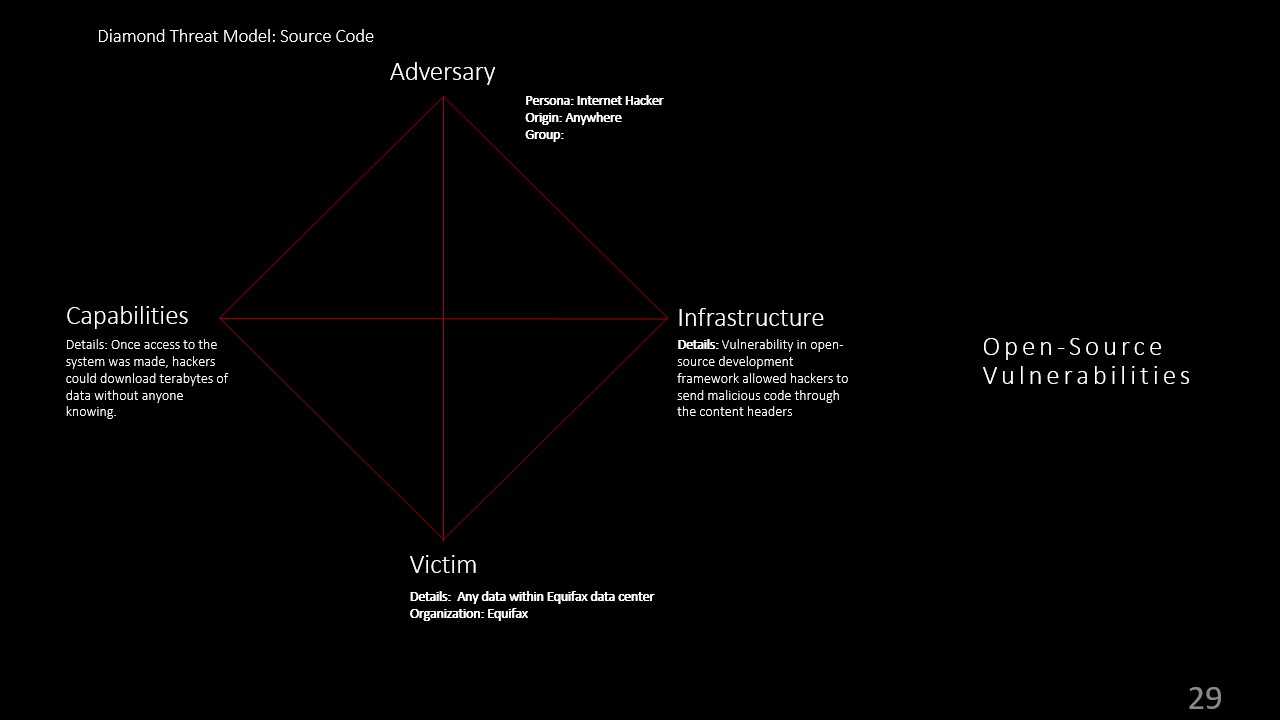 Diamond Threat Model: Source Code
Adversary
Persona: Internet Hacker
Origin: Anywhere
Group:
Capabilities
Details: Once access to the
system was made, hackers
could download terabytes of
data without anyone
knowing.
Infrastructure
Details: Vulnerability in open-
source development
framework allowed hackers to
send malicious code through
the content headers
Open-Source
Vulnerabilities
Victim
Details:  Any data within Equifax data center
Organization: Equifax
29